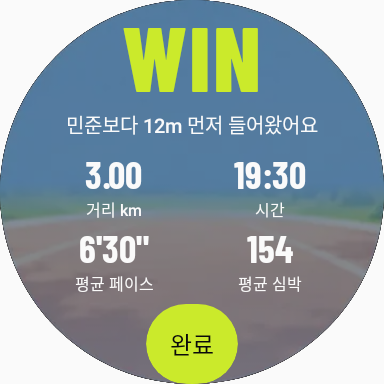 WIN
민준보다 12m 먼저 들어왔어요
3.00 19:30
거리 km 시간
6'30" 154
평균 페이스 평균 심박
완료